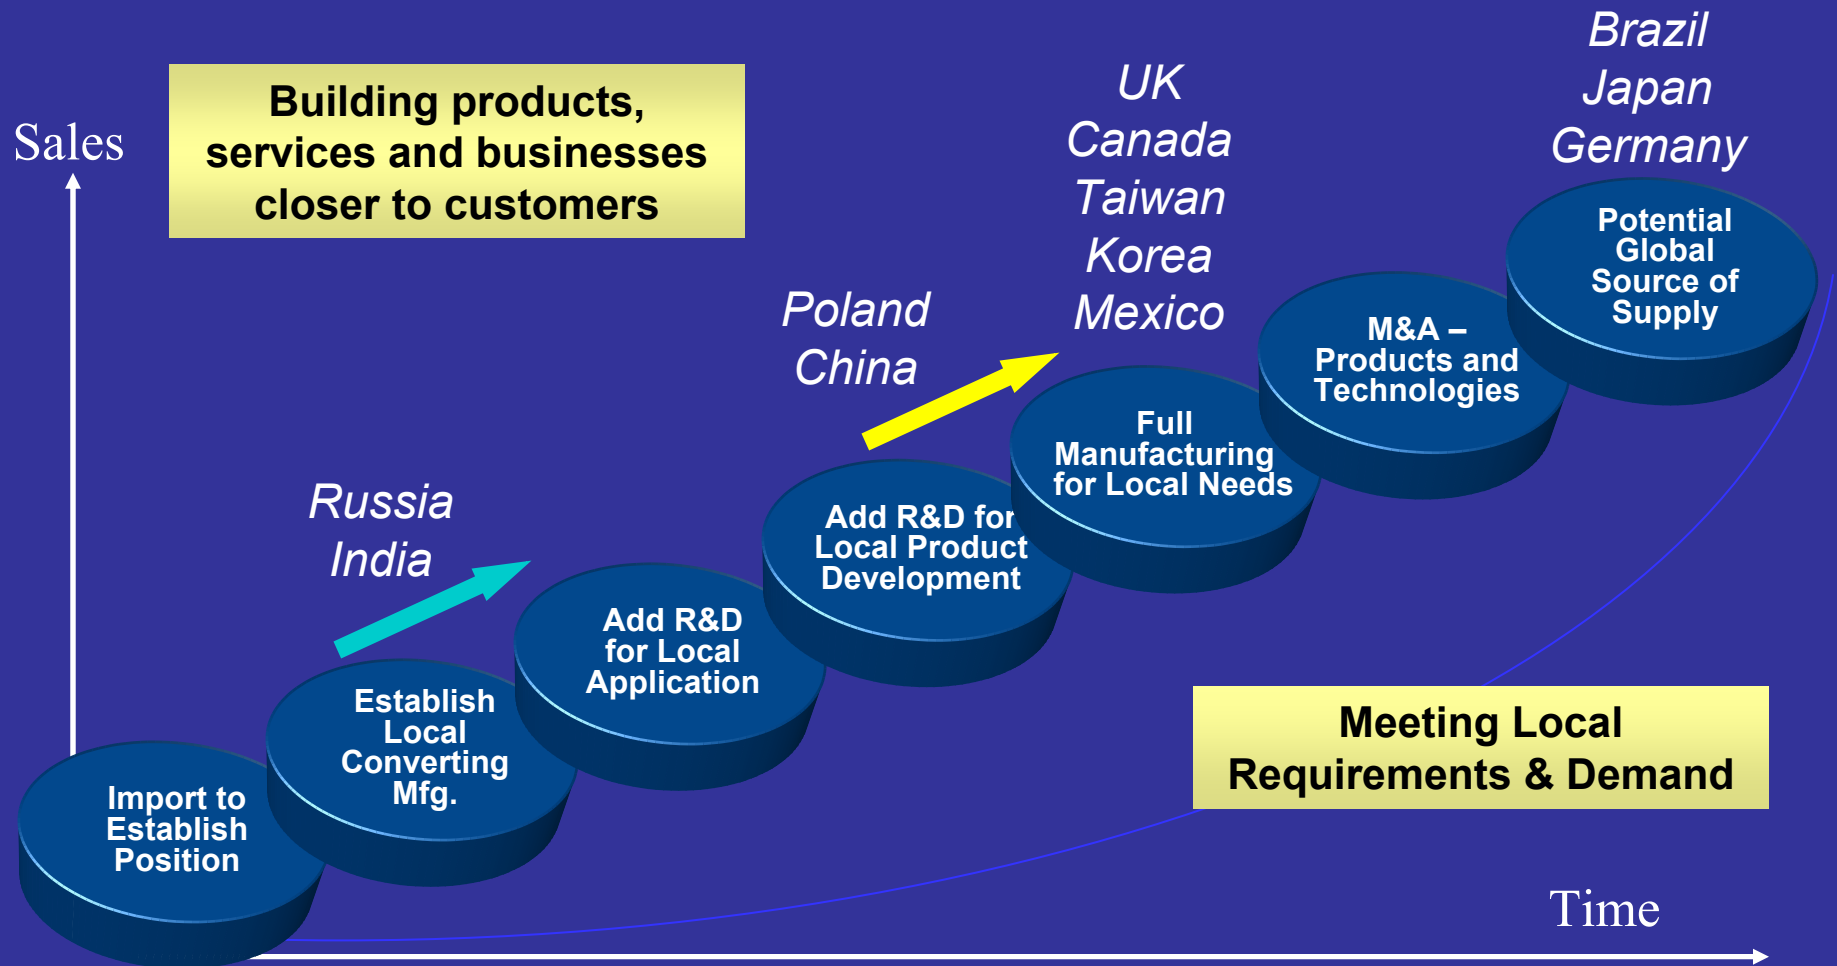 Brazil
Japan
Germany
UK
Canada
Taiwan
Korea
Mexico
Building products,
services and businesses
closer to customers
Sales
Poland
China
Russia
India
Import to
Establish
Position
Establish
Local
Converting
Mfg.
Add R&D
for Local
Application
Add R&D for
Local Product
Development
Full
Manufacturing
for Local Needs
M&A –
Products and
Technologies
Potential
Global
Source of
Supply
Meeting Local
Requirements & Demand
Time